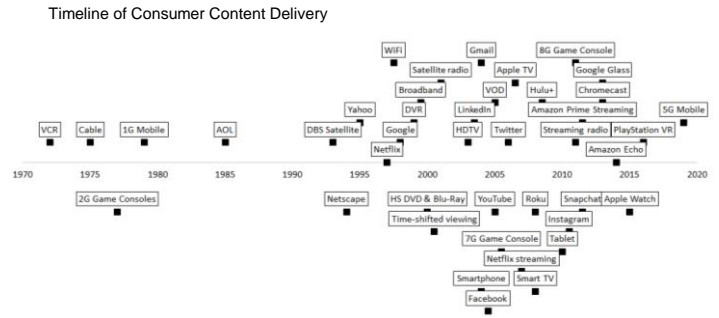 Timeline of Consumer Content Delivery
WiFi Gmail 8G Game Console
Satellite radio Apple TV Google Glass
Broadband VOD Hulu+ Chromecast
Yahoo DVR LinkedIn Amazon Prime Streaming 5G Mobile
VCR Cable 1G Mobile AOL DBS Satellite Google HDTV Twitter Streaming radio PlayStation VR
Netflix Amazon Echo
1970 1975 1980 1985 1990 1995 2000 2005 2010 2015 2020
2G Game Consoles Netscape HS DVD & Blu-Ray YouTube Roku Snapchat Apple Watch
Time-shifted viewing Instagram
7G Game Console Tablet
Netflix streaming
Smartphone Smart TV
Facebook